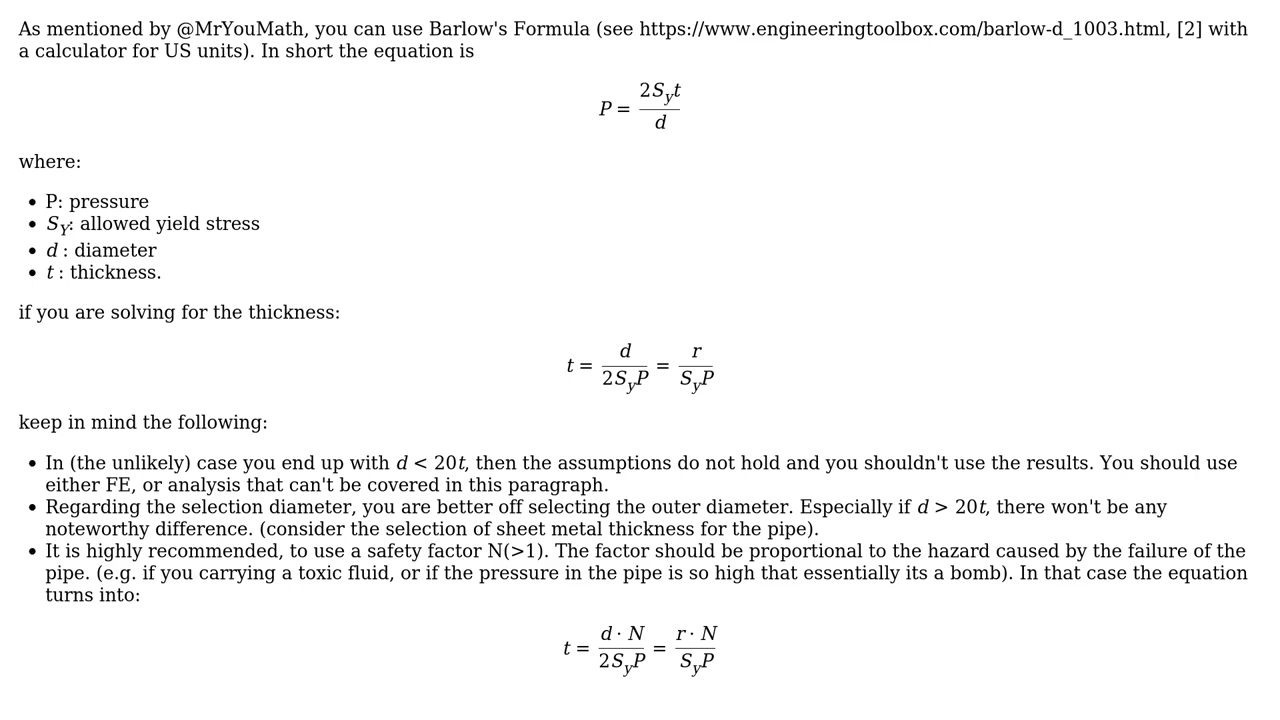 As mentioned by @MrYouMath, you can use Barlow's Formula (see https://www.engineeringtoolbox.com/barlow-d_1003.html, [2] with
a calculator for US units). In short the equation is
P = \frac{2S_y t}{d}
where:
• P: pressure
• S_Y: allowed yield stress
• d : diameter
• t : thickness.
if you are solving for the thickness:
t = \frac{d}{2S_y P} = \frac{r}{S_y P}
keep in mind the following:
• In (the unlikely) case you end up with d < 20t, then the assumptions do not hold and you shouldn't use the results. You should use
either FE, or analysis that can't be covered in this paragraph.
• Regarding the selection diameter, you are better off selecting the outer diameter. Especially if d > 20t, there won't be any
noteworthy difference. (consider the selection of sheet metal thickness for the pipe).
• It is highly recommended, to use a safety factor N(>1). The factor should be proportional to the hazard caused by the failure of the
pipe. (e.g. if you carrying a toxic fluid, or if the pressure in the pipe is so high that essentially its a bomb). In that case the equation
turns into:
t = \frac{d · N}{2S_y P} = \frac{r · N}{S_y P}